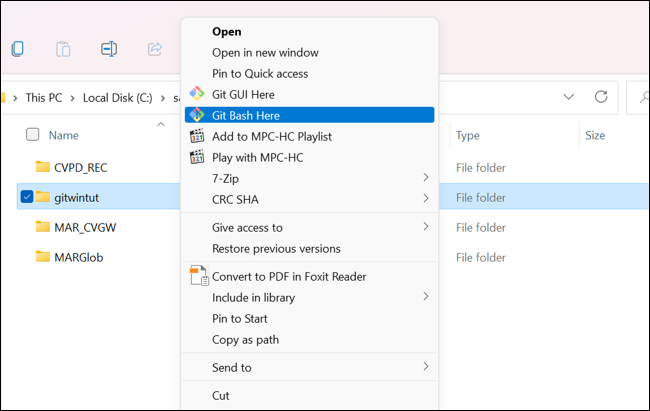 Open
Open in new window
Pin to Quick access
Git GUI Here
This PC > Local Disk (C:) >
Git Bash Here
Name
Type
Size
Add to MPC-HC Playlist
Play with MPC-HC
CVPD_REC
File folder
7-Zip
gitwintut
File folder
CRC SHA
MAR_CVGW
File folder
Give access to
Restore previous versions
MARGlob
File folder
Convert to PDF in Foxit Reader
Include in library
Pin to Start
Copy as path
Send to
Cut